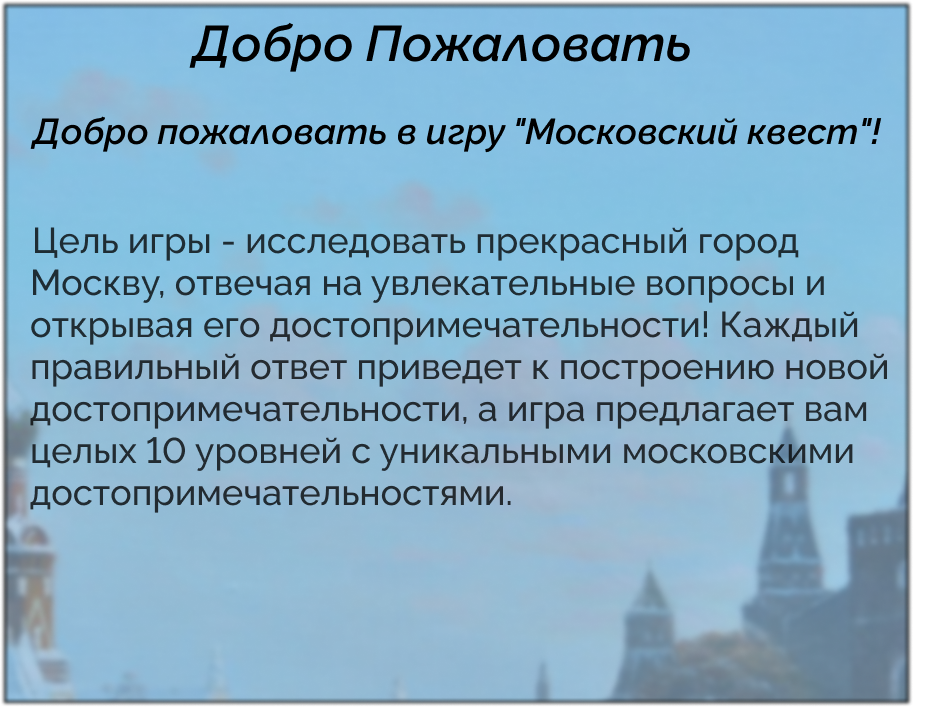 Добро Пожаловать
Добро пожаловать в игру "Московский квест"!
Цель игры - исследовать прекрасный город
Москву, отвечая на увлекательные вопросы и
открывая его достопримечательности! Каждый
правильный ответ приведет к построению новой
достопримечательности, а игра предлагает вам
целых 10 уровней с уникальными московскими
достопримечательностями.